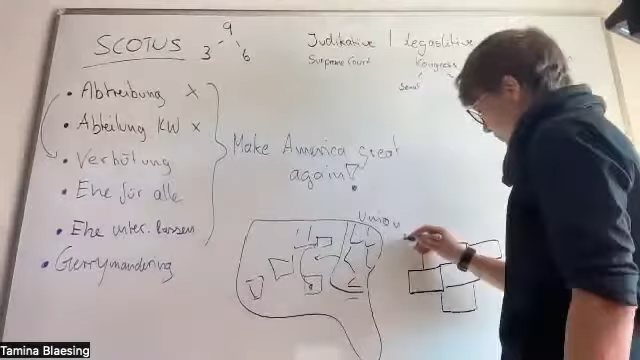 SCOTUS
9
3 6
• Abtreibung x
• Abteilung KW x
• Verhütung
• Ehe für alle
• Ehe unter. Rassen
• Gerrymandering
Make America great
again!
Judikative | Legaslative
Supreme Court
Kongress
Senat
Union
Tamina Blaesing